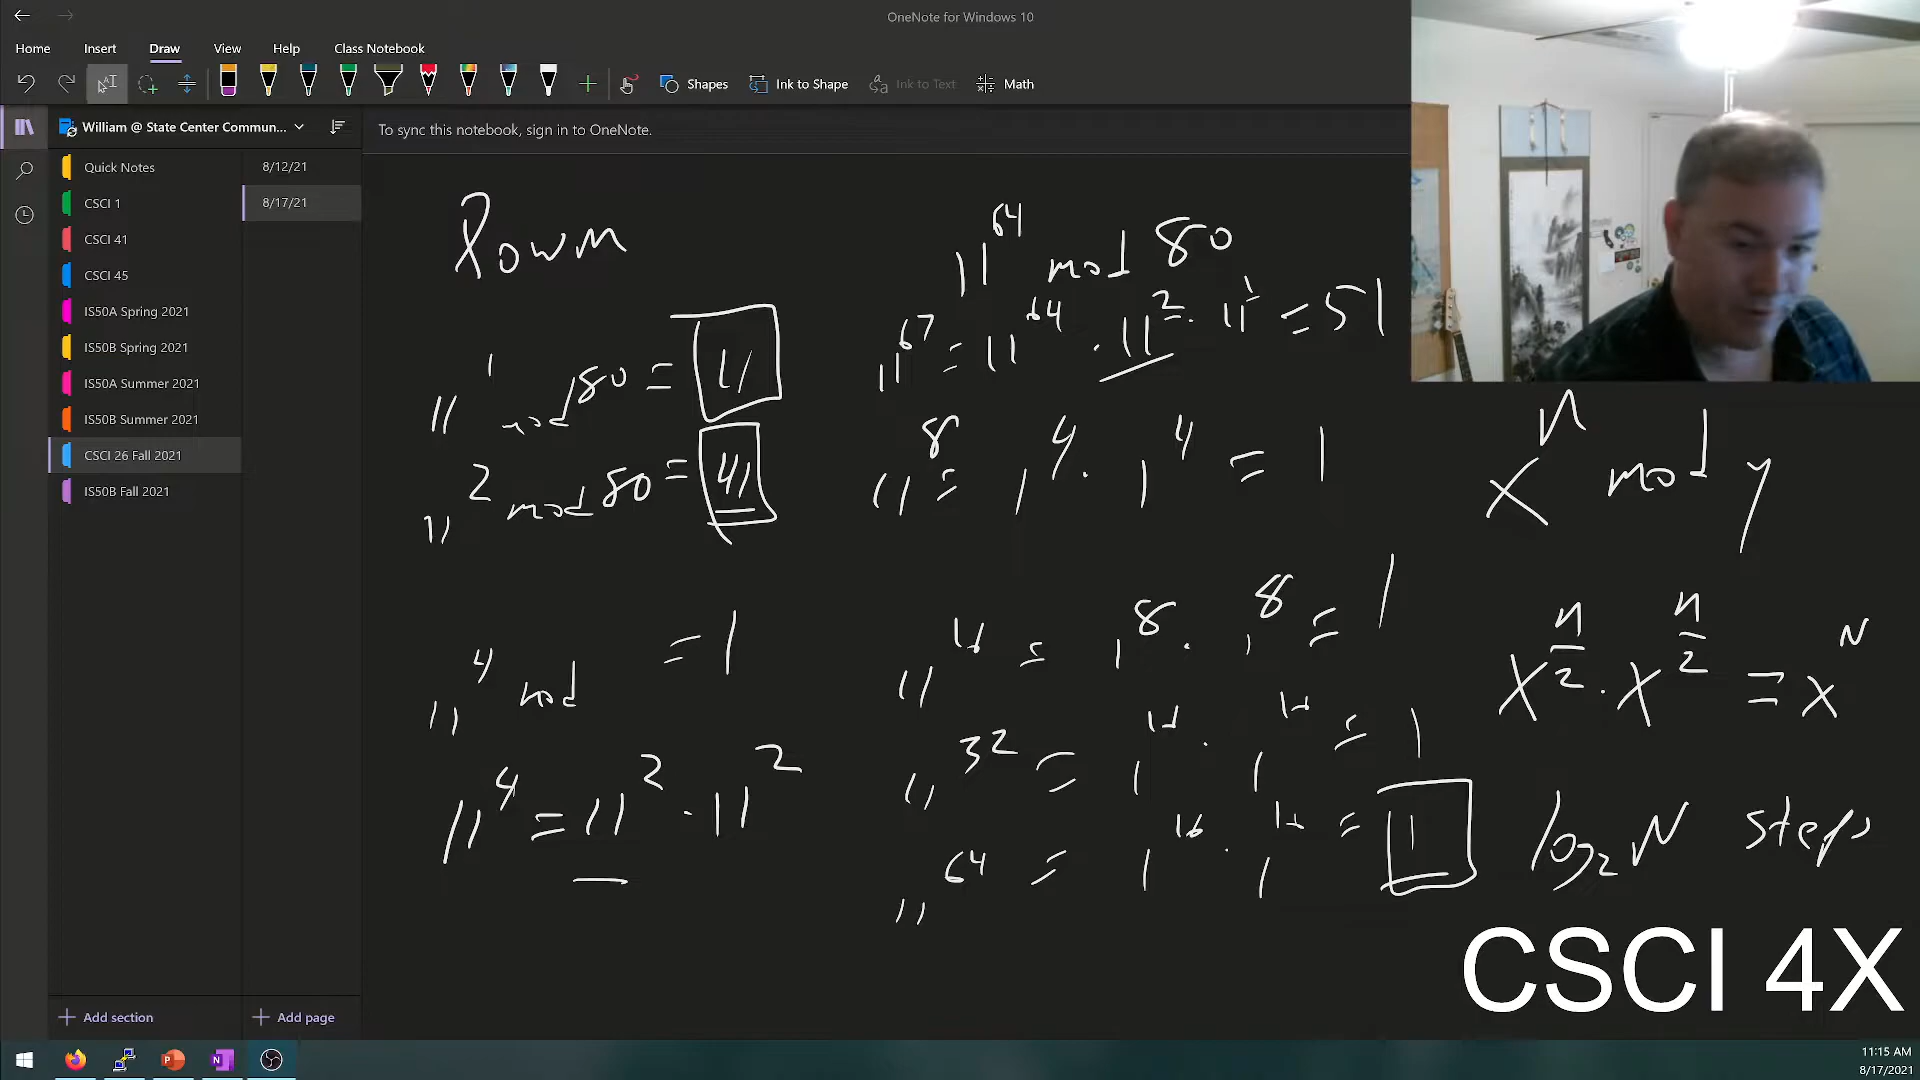 OneNote for Windows 10
Home Insert Draw View Help Class Notebook
Shapes Ink to Shape Ink to Text Math
William @ State Center Commun...
To sync this notebook, sign in to OneNote.
Quick Notes
CSCI 1
CSCI 41
CSCI 45
IS50A Spring 2021
IS50B Spring 2021
IS50A Summer 2021
IS50B Summer 2021
CSCI 26 Fall 2021
IS50B Fall 2021
8/12/21
8/17/21
Add section
Add page
Powm
11^1 mod 80 = 11
11^2 mod 80 = 41
11^4 mod = 1
11^4 = 11^2 · 11^2
11^64 mod 80
11^67 = 11^64 · 11^2 · 11^1 = 51
11^8 = 1^4 · 1^4 = 1
11^16 = 1^8 · 1^8 = 1
11^32 = 1^16 · 1^16 = 1
11^64 = 1^16 · 1^16 = 1
x^n mod y
x^(n/2) · x^(n/2) = x^N
log₂N steps
CSCI 4X
11:15 AM
8/17/2021